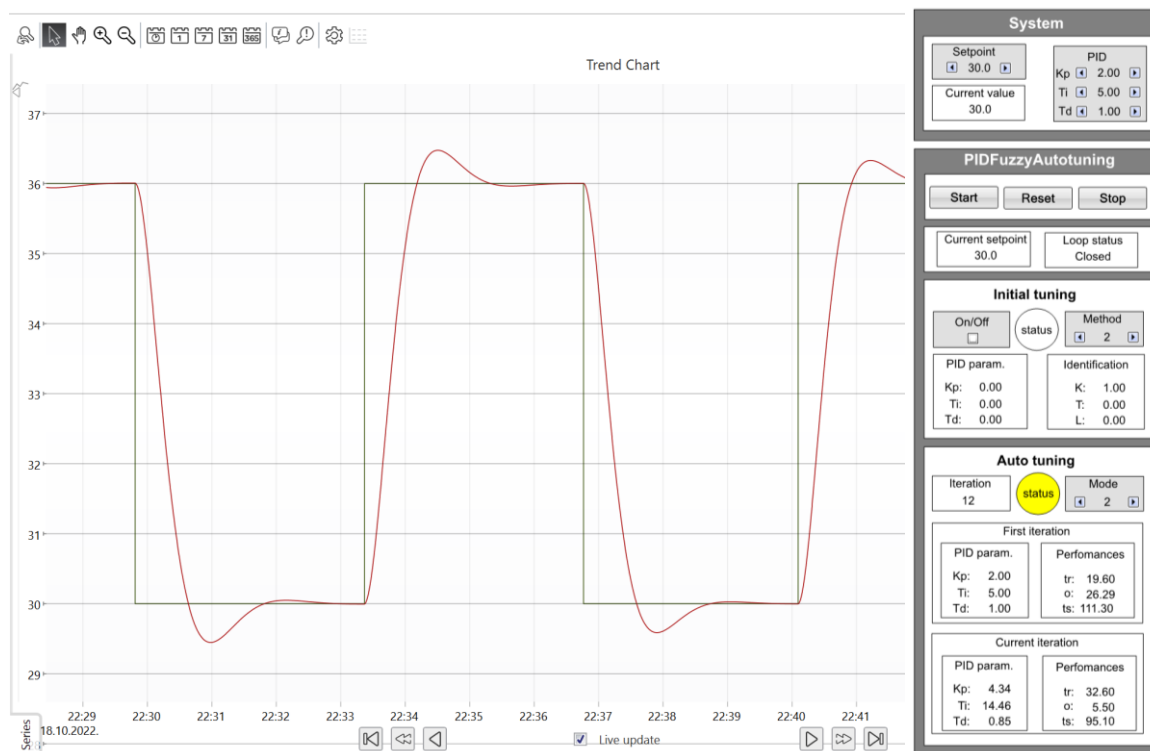 1 7 31 365
Trend Chart
37
36
35
34
33
32
31
30
29
22:29 22:30 22:31 22:32 22:33 22:34 22:35 22:36 22:37 22:38 22:39 22:40 22:41
18.10.2022.
Series
Live update
System
Setpoint
30.0
Current value
30.0
PID
Kp 2.00
Ti 5.00
Td 1.00
PIDFuzzyAutotuning
Start Reset Stop
Current setpoint
30.0
Loop status
Closed
Initial tuning
On/Off
status
Method
2
PID param.
Kp: 0.00
Ti: 0.00
Td: 0.00
Identification
K: 1.00
T: 0.00
L: 0.00
Auto tuning
Iteration
12
status
Mode
2
First iteration
PID param.
Kp: 2.00
Ti: 5.00
Td: 1.00
Perfomances
tr: 19.60
o: 26.29
ts: 111.30
Current iteration
PID param.
Kp: 4.34
Ti: 14.46
Td: 0.85
Perfomances
tr: 32.60
o: 5.50
ts: 95.10